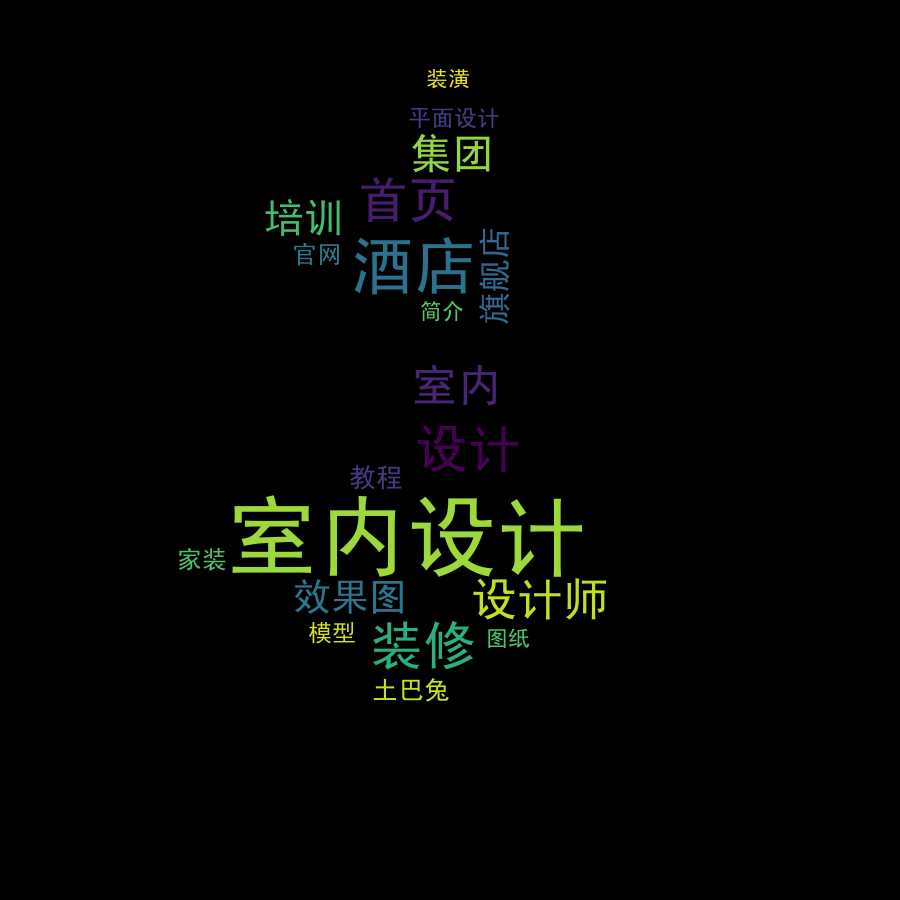 装潢
平面设计
集团
首页
培训
官网
酒店
旗舰店
简介
室内
设计
教程
室内设计
家装
效果图
设计师
模型
装修
图纸
土巴兔